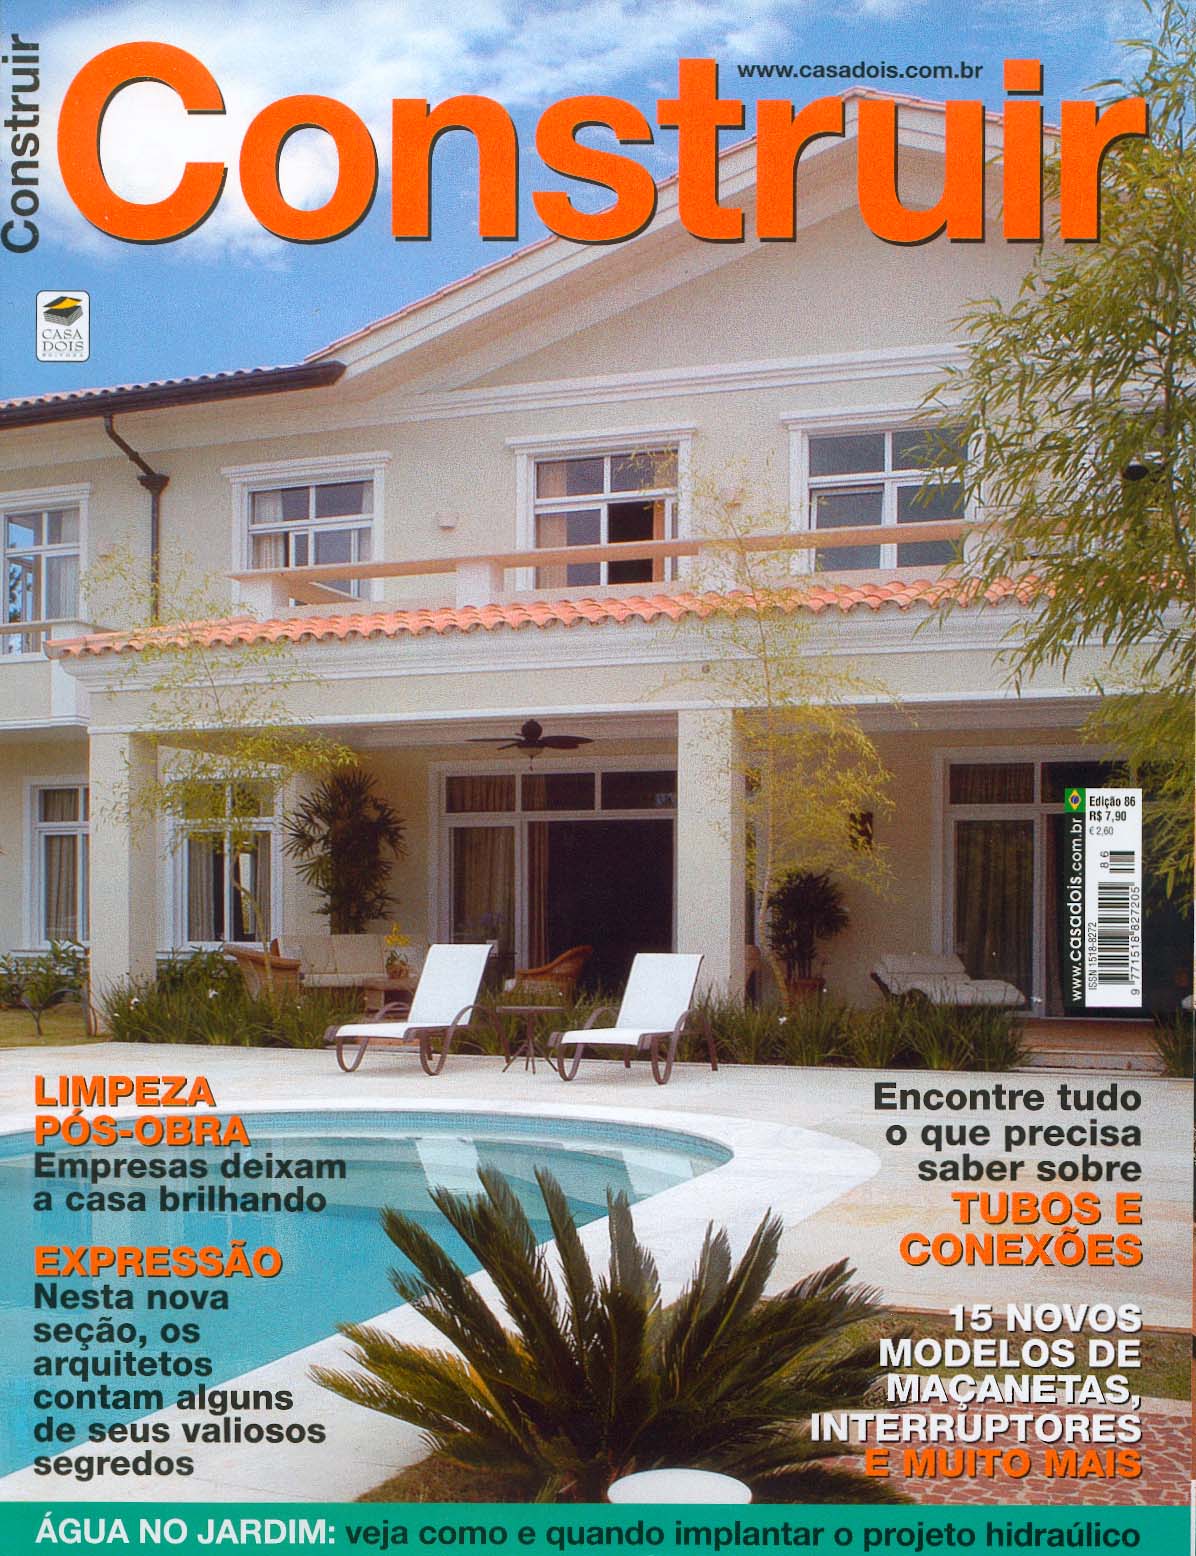 Construir
www.casadois.com.br
Construir
CASA
DOIS
EDITORA
Edição 86
R$ 7,90
€ 2,60
www.casadois.com.br
ISSN 1518-8272
86
9 771518 827205
LIMPEZA
PÓS-OBRA
Empresas deixam
a casa brilhando
EXPRESSÃO
Nesta nova
seção, os
arquitetos
contam alguns
de seus valiosos
segredos
Encontre tudo
o que precisa
saber sobre
TUBOS E
CONEXÕES
15 NOVOS
MODELOS DE
MAÇANETAS,
INTERRUPTORES
E MUITO MAIS
ÁGUA NO JARDIM: veja como e quando implantar o projeto hidraúlico